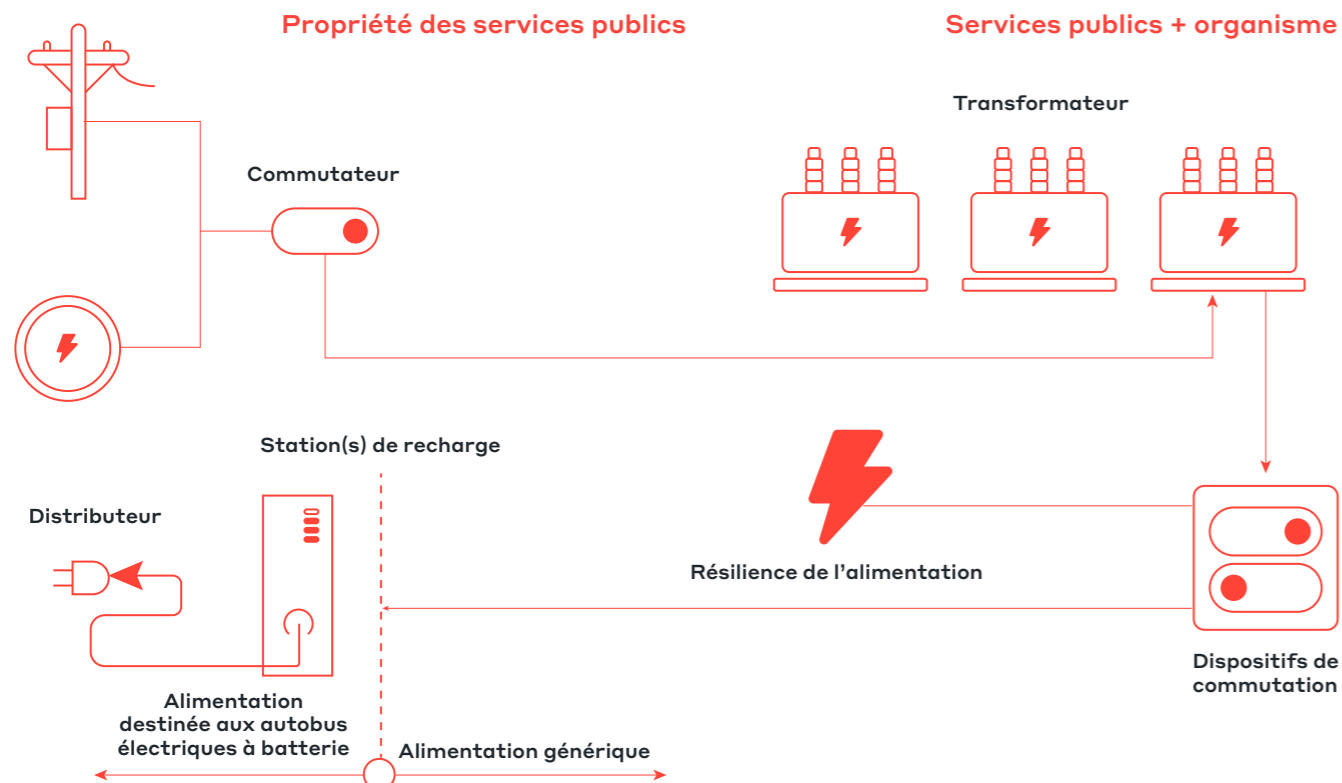 Propriété des services publics
Services publics + organisme
Transformateur
Commutateur
Station(s) de recharge
Distributeur
Résilience de l’alimentation
Dispositifs de
commutation
Alimentation
destinée aux autobus
électriques à batterie
Alimentation générique